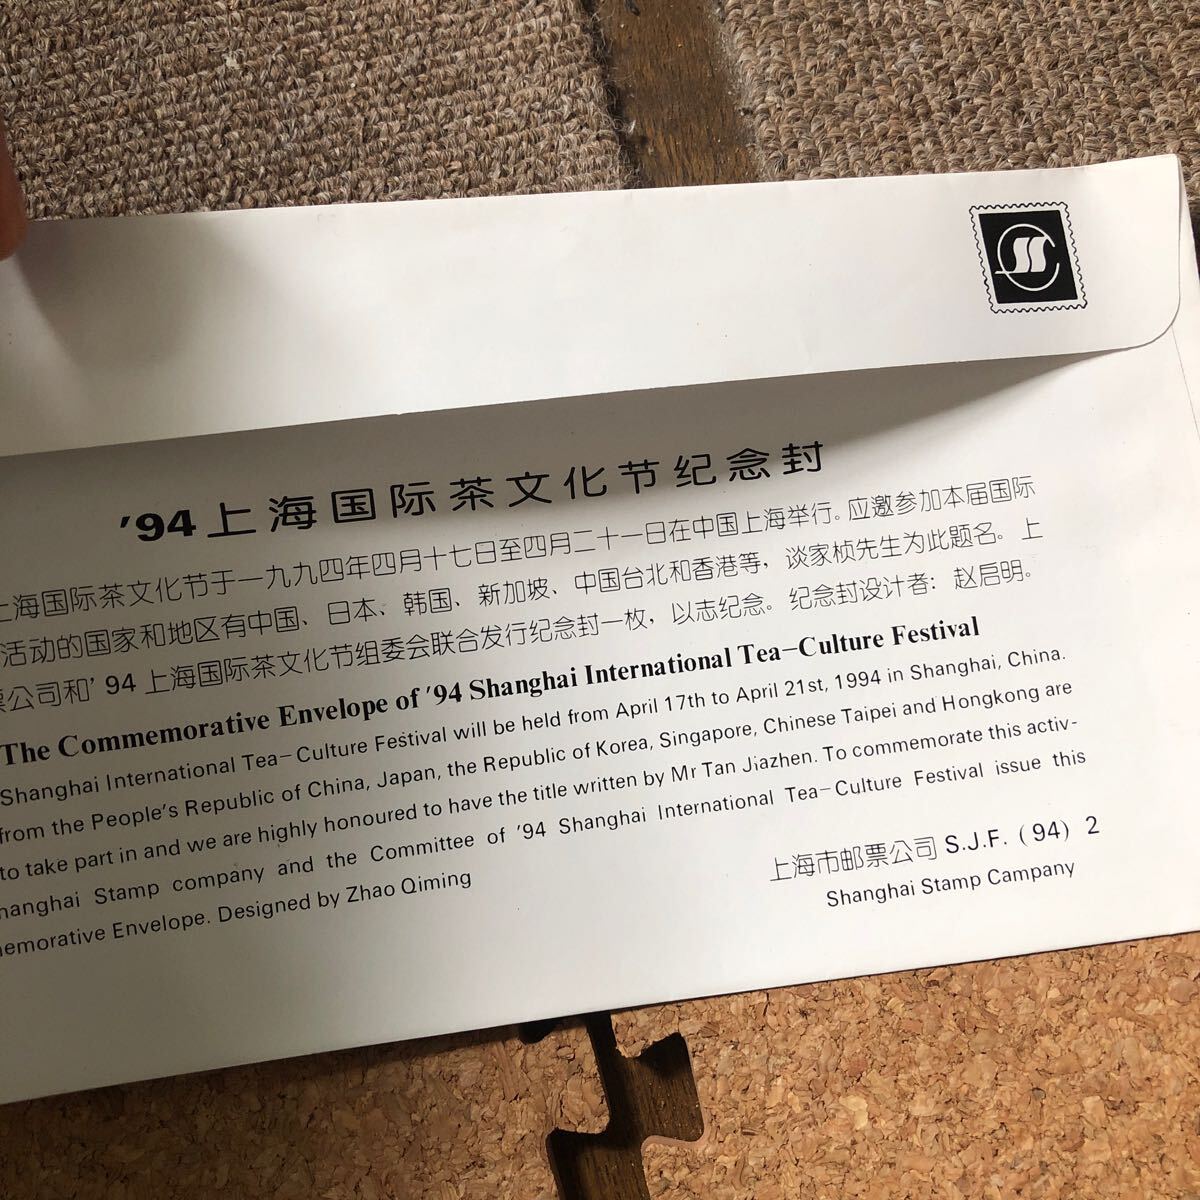 '94上海国际茶文化节纪念封
上海国际茶文化节于一九九四年四月十七日至四月二十一日在中国上海举行。应邀参加本届国际
活动的国家和地区有中国、日本、韩国、新加坡、中国台北和香港等，谈家桢先生为此题名。上
票公司和'94上海国际茶文化节组委会联合发行纪念封一枚，以志纪念。纪念封设计者：赵启明。
The Commemorative Envelope of '94 Shanghai International Tea-Culture Festival
Shanghai International Tea-Culture Festival will be held from April 17th to April 21st, 1994 in Shanghai, China.
from the People's Republic of China, Japan, the Republic of Korea, Singapore, Chinese Taipei and Hongkong are
to take part in and we are highly honoured to have the title written by Mr Tan Jiazhen. To commemorate this activ-
hanghai Stamp company and the Committee of '94 Shanghai International Tea-Culture Festival issue this
emorative Envelope. Designed by Zhao Qiming
上海市邮票公司 S.J.F. (94) 2
Shanghai Stamp Campany